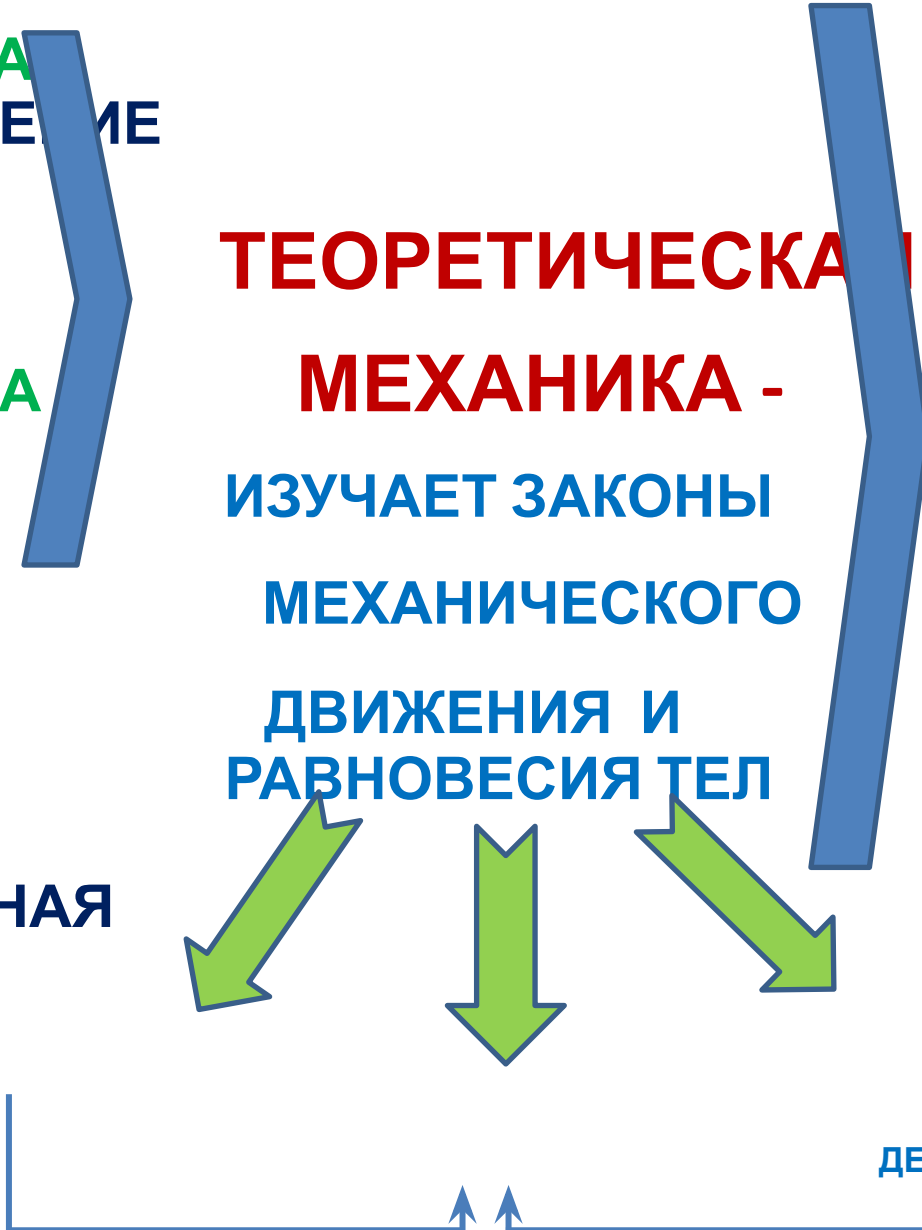 ТЕОРЕТИЧЕСКАЯ
МЕХАНИКА -
ИЗУЧАЕТ ЗАКОНЫ
МЕХАНИЧЕСКОГО
ДВИЖЕНИЯ И
РАВНОВЕСИЯ ТЕЛ